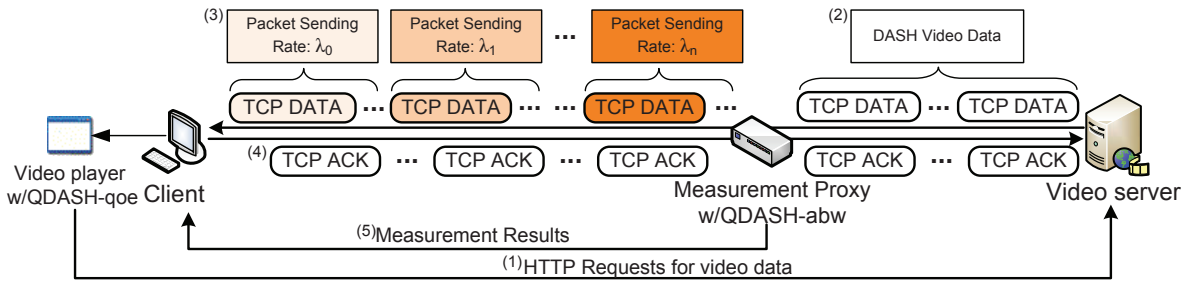 (3)
Packet Sending
Rate: λ0
Packet Sending
Rate: λ1
...
Packet Sending
Rate: λn
(2)
DASH Video Data
TCP DATA ... TCP DATA ... ... TCP DATA ... TCP DATA ... TCP DATA
(4) TCP ACK ... TCP ACK ... TCP ACK TCP ACK ... TCP ACK
Video player
w/QDASH-qoe
Client
Measurement Proxy
w/QDASH-abw
Video server
(5)Measurement Results
(1)HTTP Requests for video data